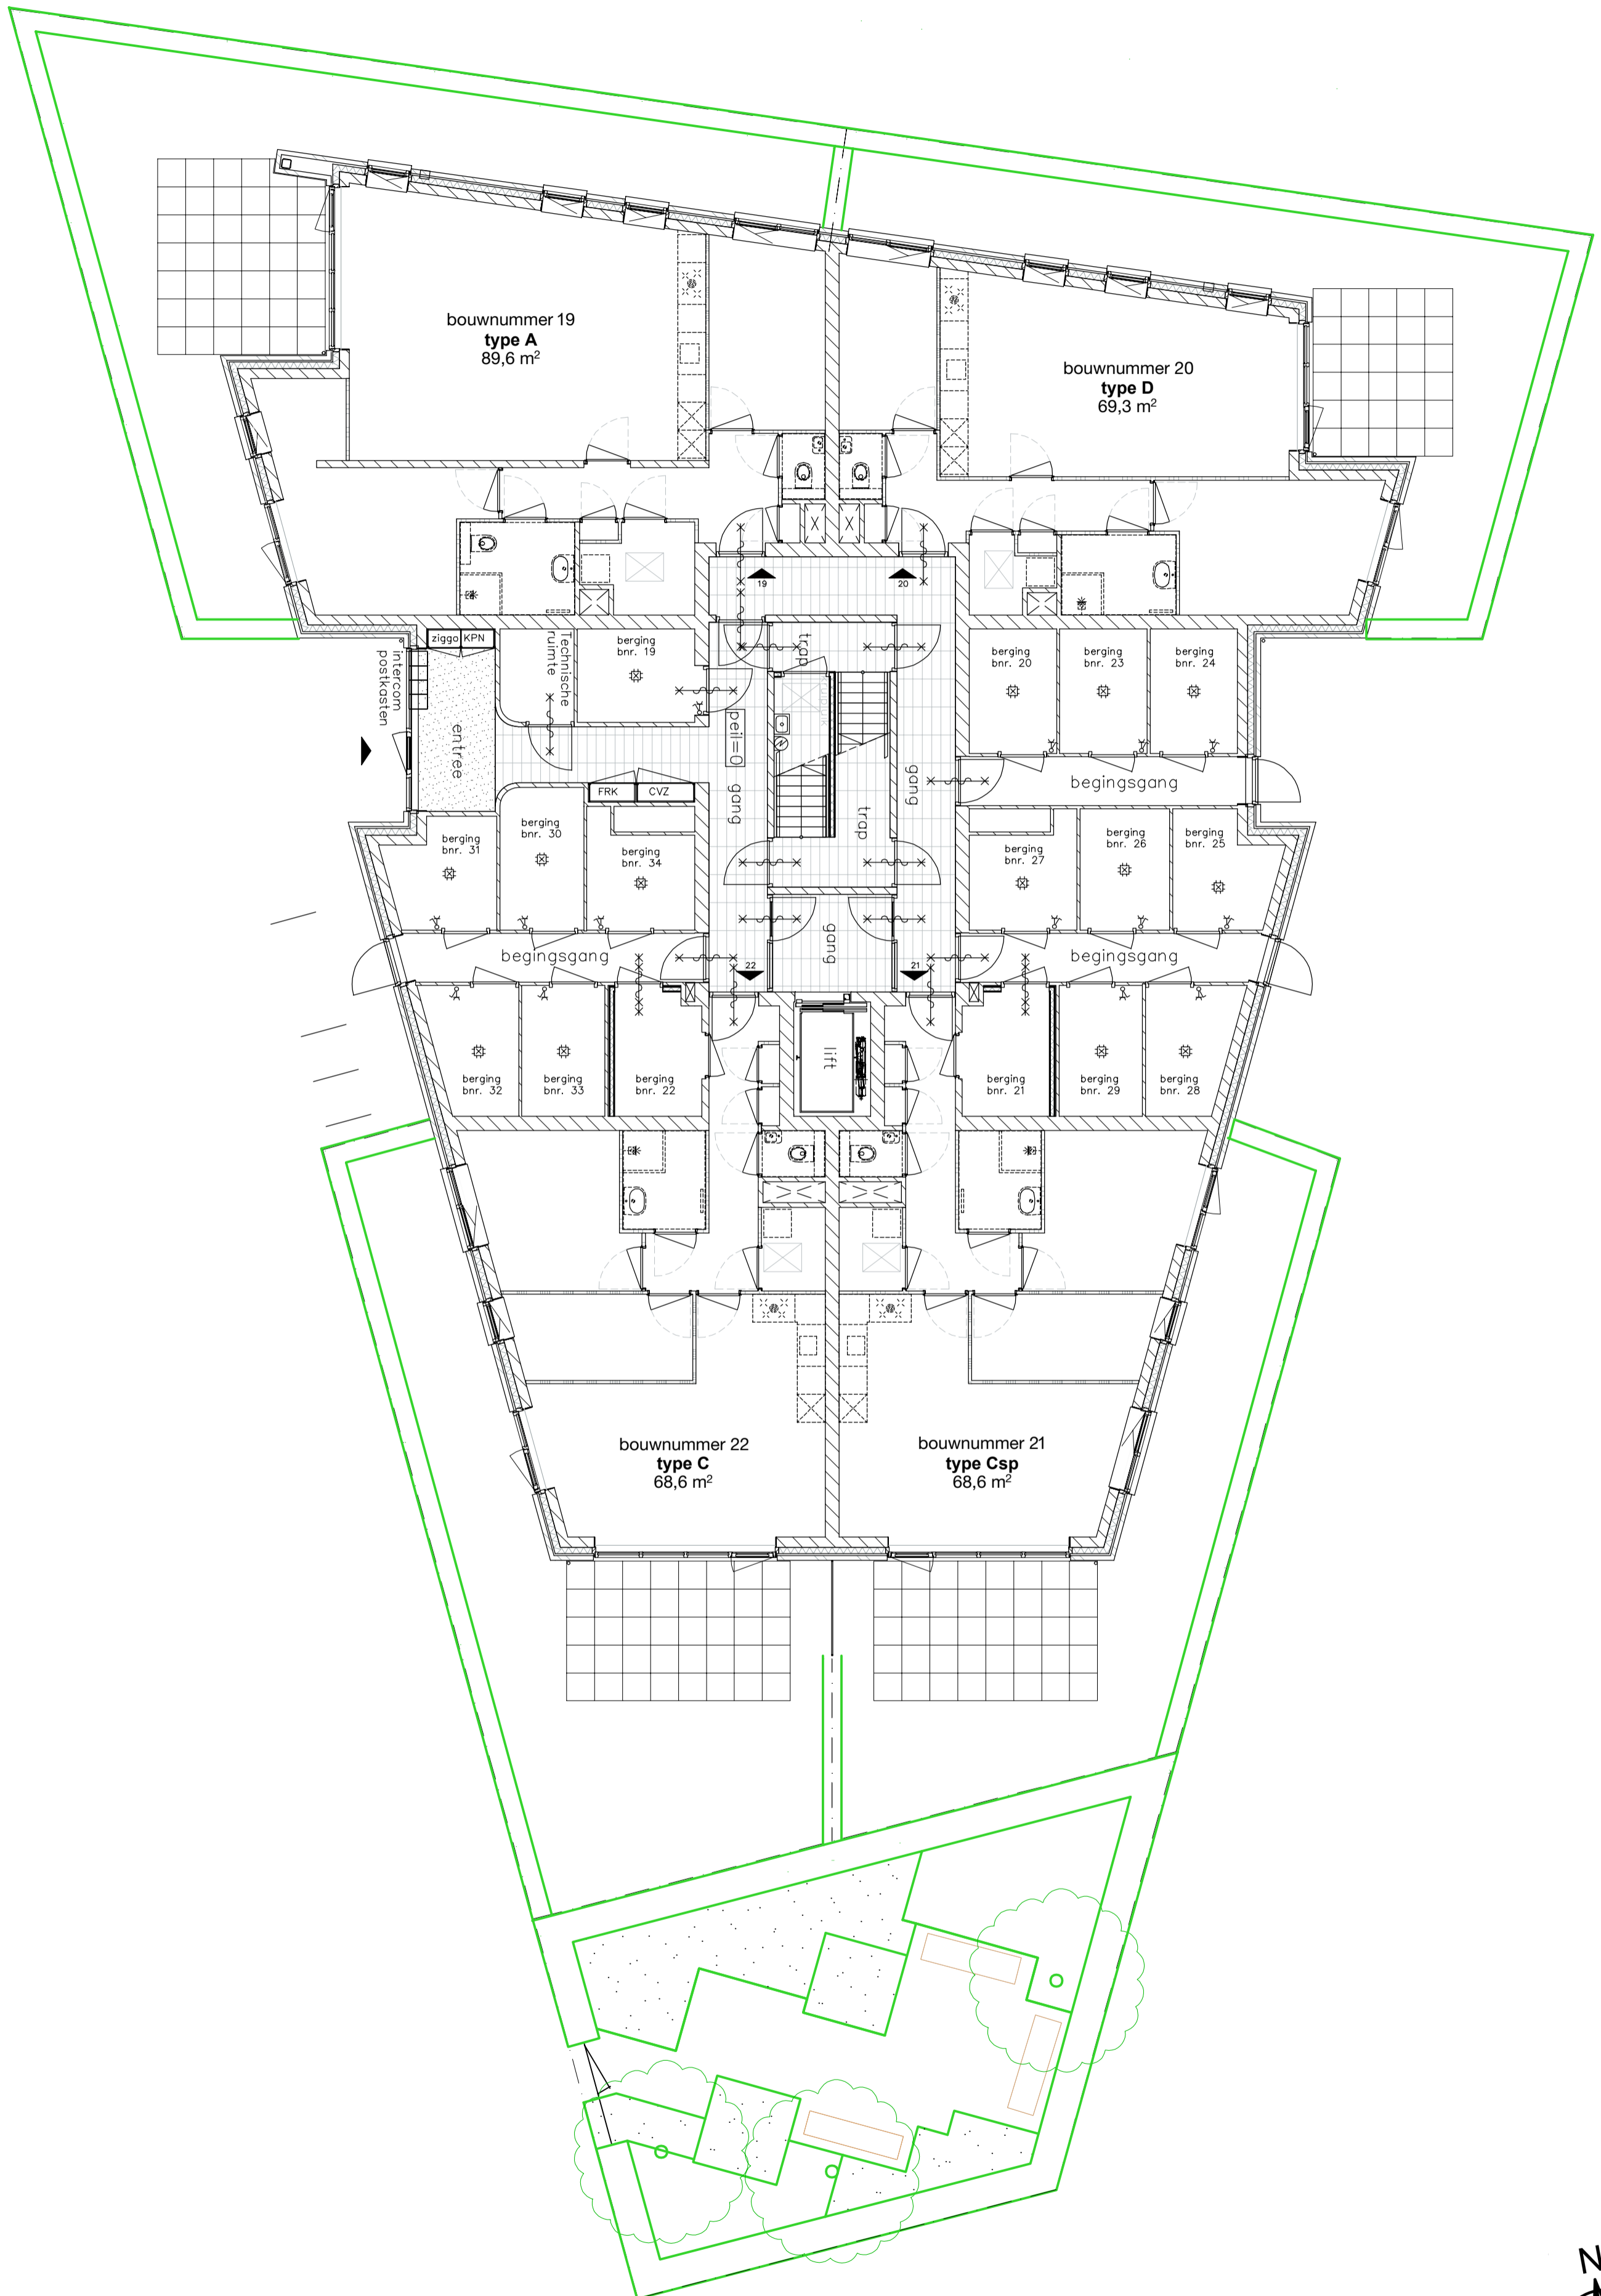 bouwnummer 19
type A
89,6 m²
bouwnummer 20
type D
69,3 m²
19
20
ziggo
KPN
Technische
ruimte
berging
bnr. 19
trap
berging
bnr. 20
berging
bnr. 23
berging
bnr. 24
intercom
postkasten
entree
peil=0
gang
gang
begingsgang
FRK
CVZ
trap
berging
bnr. 31
berging
bnr. 30
berging
bnr. 34
berging
bnr. 27
berging
bnr. 26
berging
bnr. 25
gang
begingsgang
begingsgang
22
21
lift
berging
bnr. 32
berging
bnr. 33
berging
bnr. 22
berging
bnr. 21
berging
bnr. 29
berging
bnr. 28
bouwnummer 22
type C
68,6 m²
bouwnummer 21
type Csp
68,6 m²
N